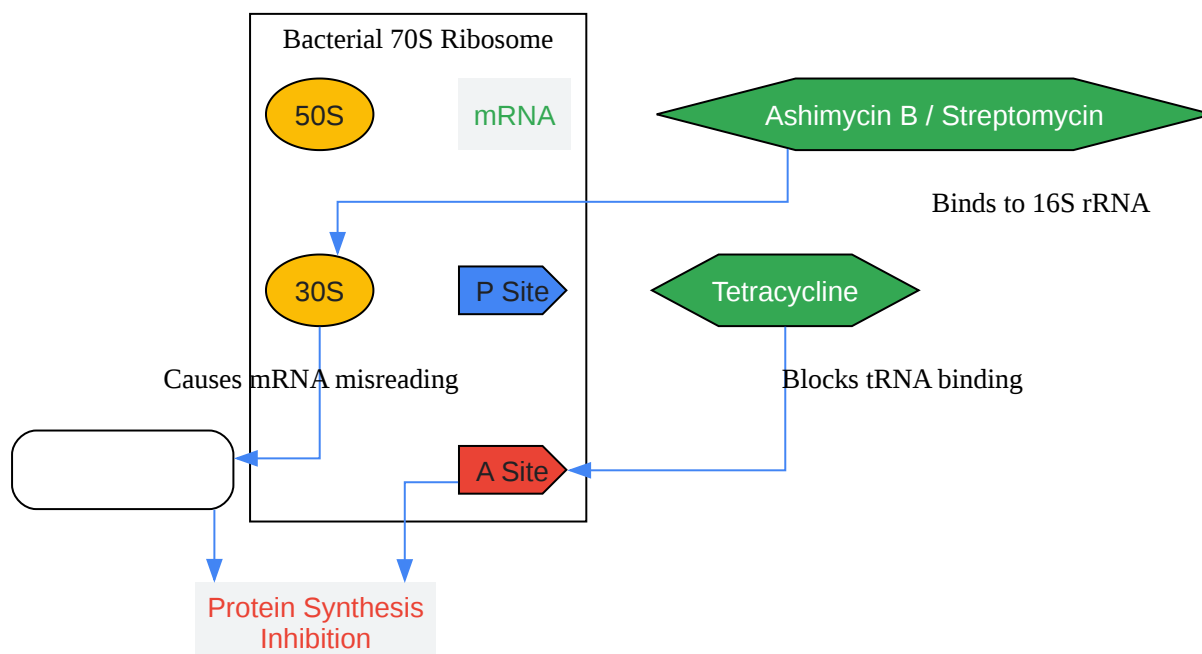 Bacterial 70S Ribosome
50S
mRNA
Ashimycin B / Streptomycin
Binds to 16S rRNA
30S
P Site
Tetracycline
Causes mRNA misreading
Blocks tRNA binding
A Site
Protein Synthesis
Inhibition